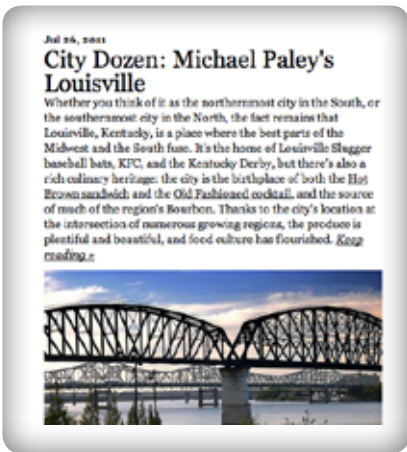 Jul 26, 2011
City Dozen: Michael Paley's
Louisville
Whether you think of it as the northernmost city in the South, or
the southernmost city in the North, the fact remains that
Louisville, Kentucky, is a place where the best parts of the
Midwest and the South fuse. It's the home of Louisville Slugger
baseball bats, KFC, and the Kentucky Derby, but there's also a
rich culinary heritage: the city is the birthplace of both the Hot
Brown sandwich and the Old Fashioned cocktail, and the source
of much of the region's Bourbon. Thanks to the city's location at
the intersection of numerous growing regions, the produce is
plentiful and beautiful, and food culture has flourished. Keep
reading »